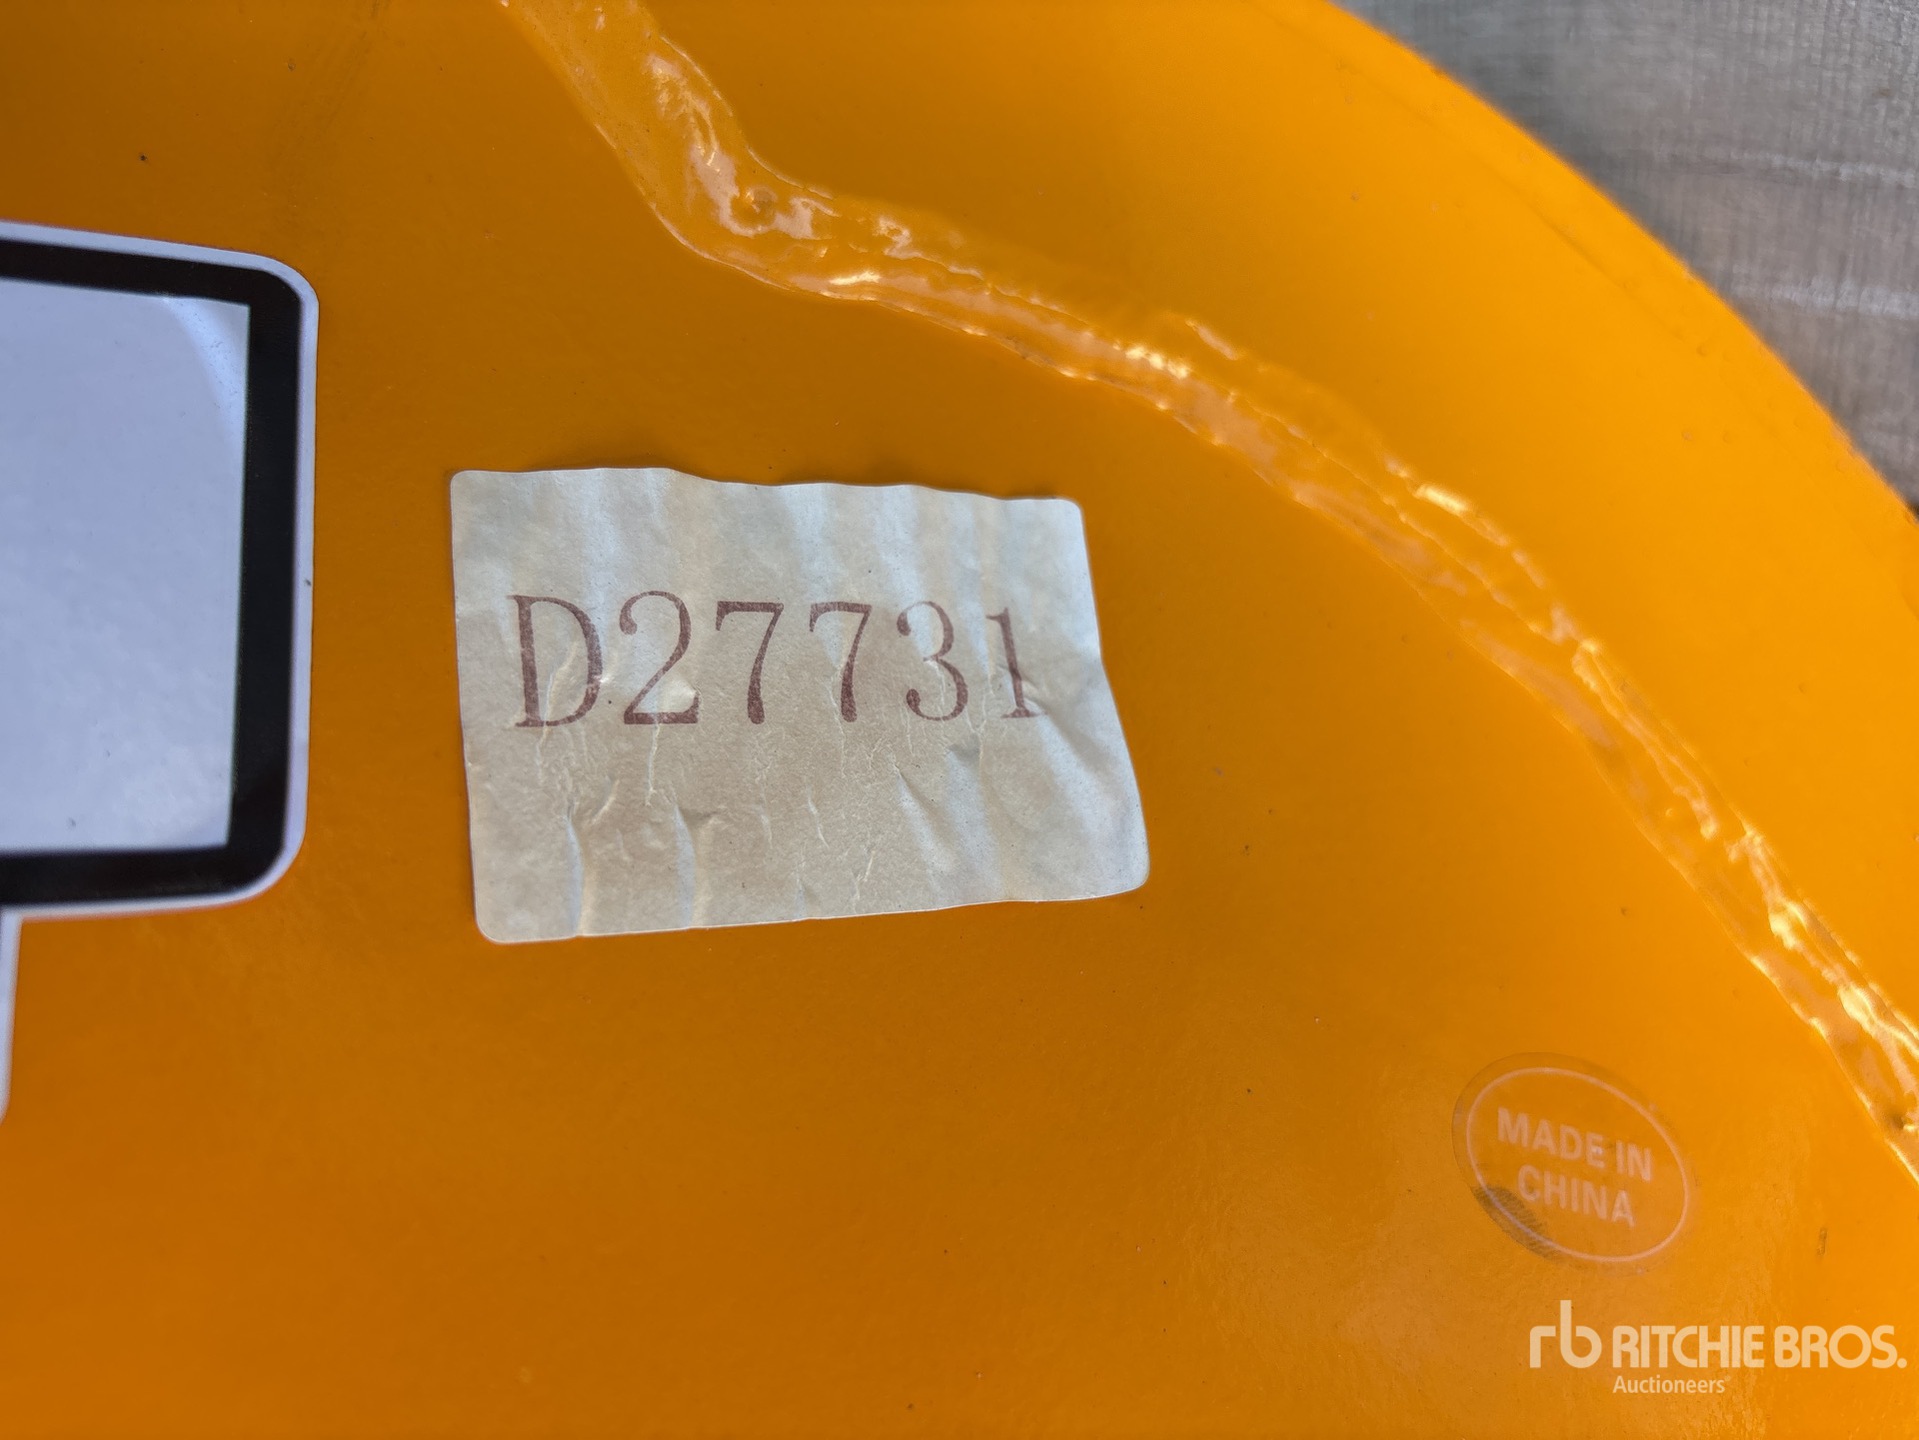 D27731
MADE IN
CHINA
rb RITCHIE BROS.
Auctioneers